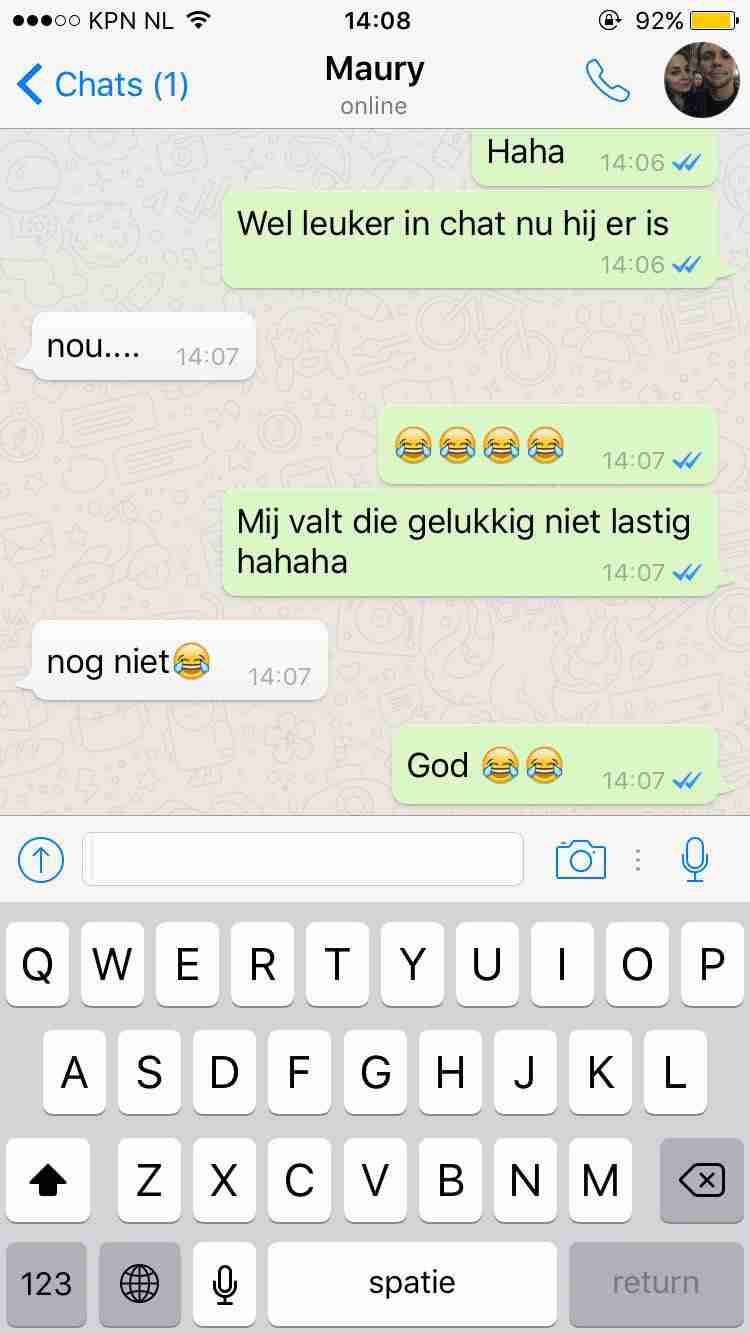 KPN NL 14:08 92%
Chats (1) Maury
online
Haha 14:06
Wel leuker in chat nu hij er is
14:06
nou.... 14:07
😂😂😂😂 14:07
Mij valt die gelukkig niet lastig
hahaha 14:07
nog niet😂 14:07
God 😂😂 14:07
Q W E R T Y U I O P
A S D F G H J K L
Z X C V B N M
123 spatie return